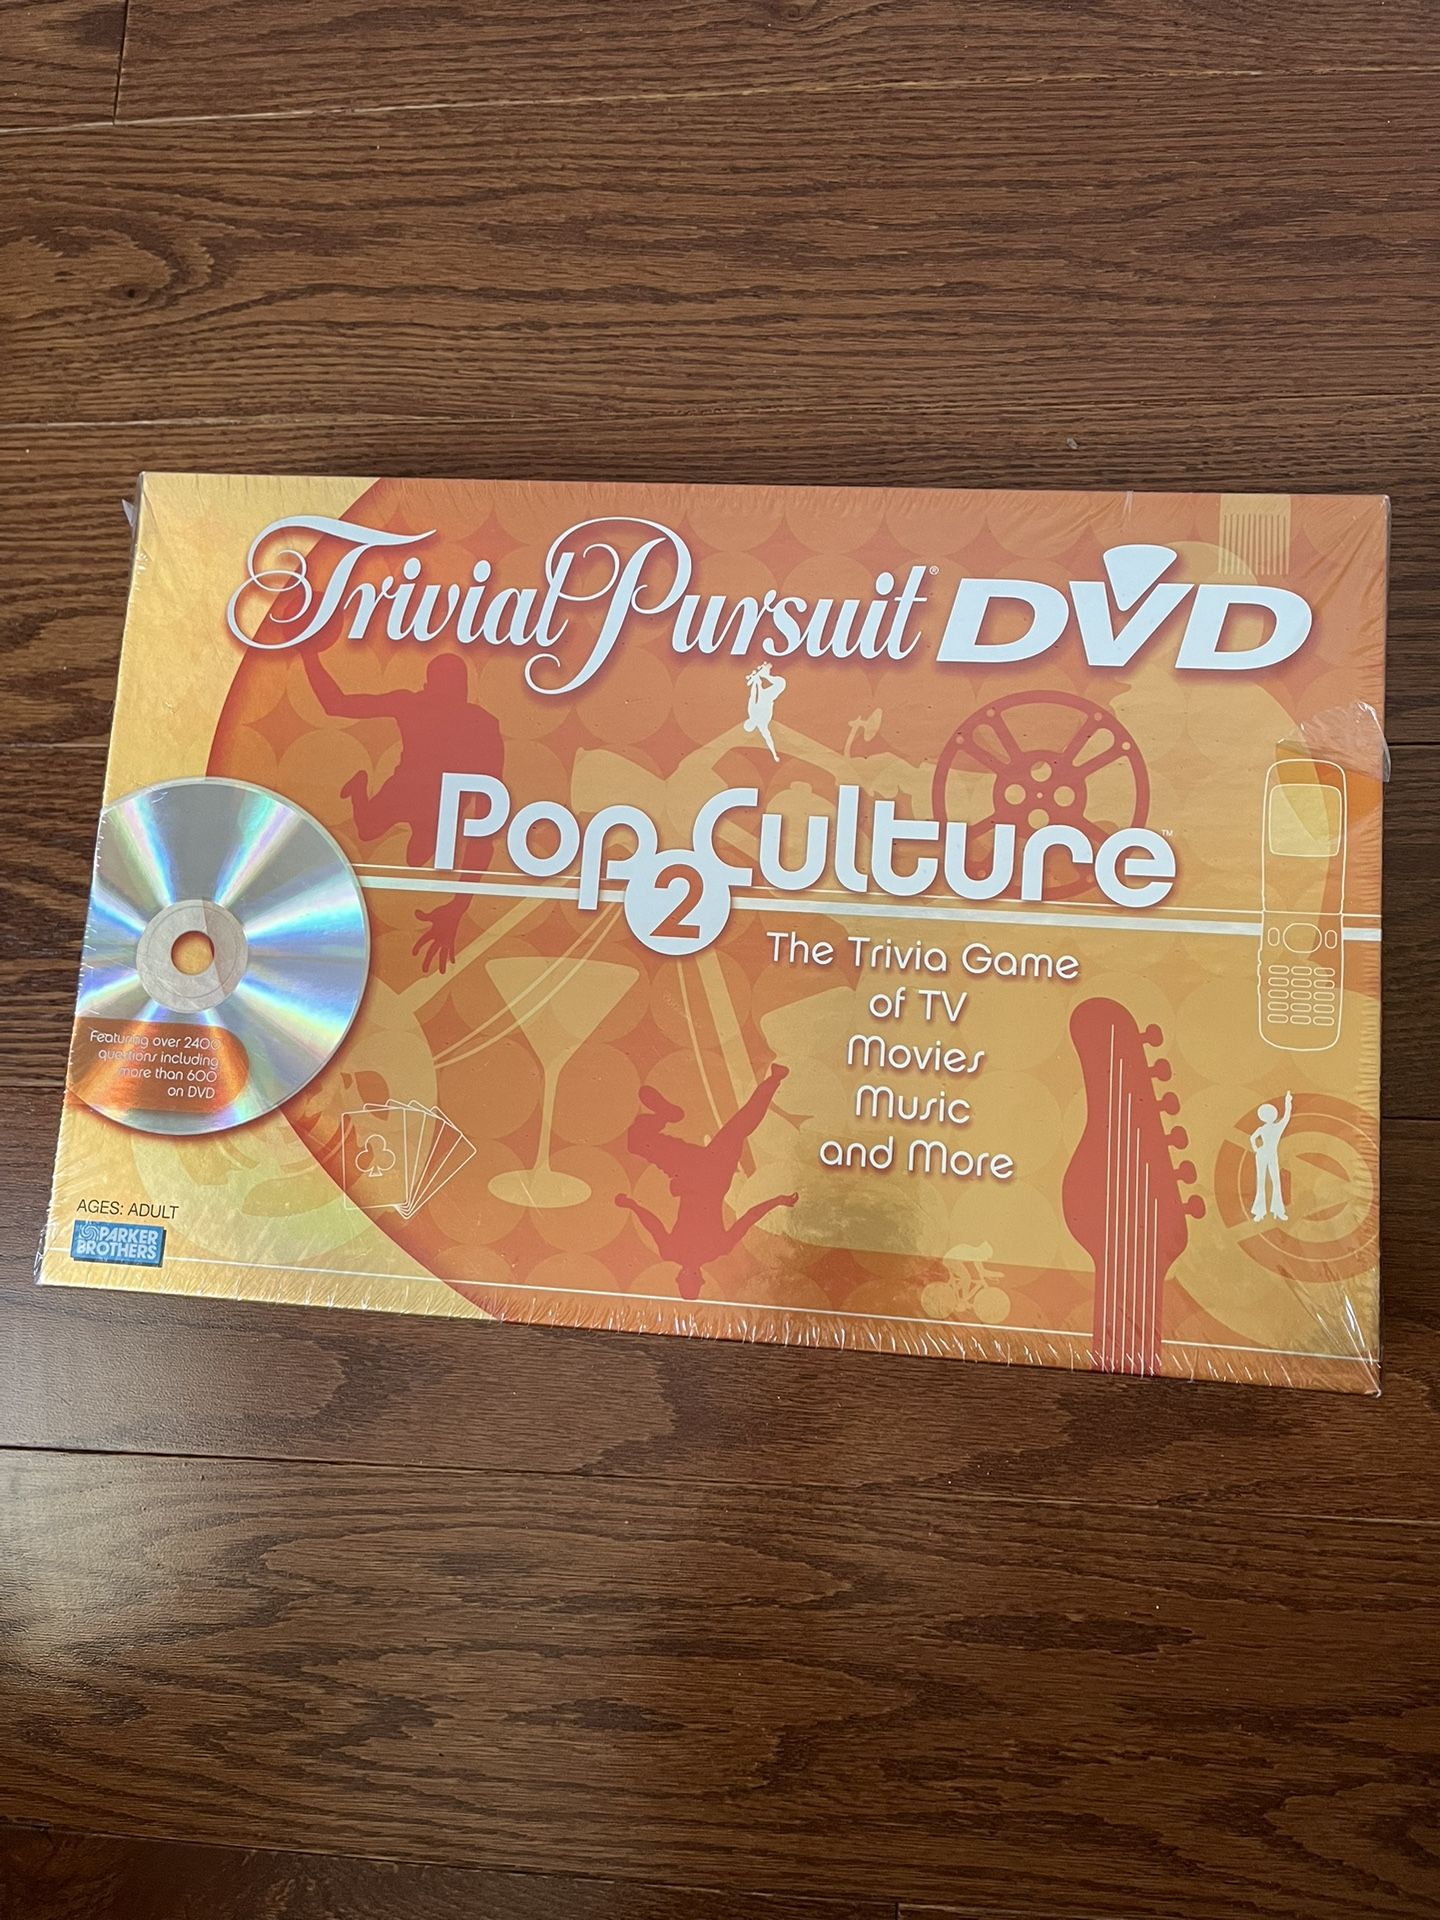 Trivial Pursuit® DVD
Pop Culture™
2
The Trivia Game
of TV
Movies
Music
and More
Featuring over 2400
questions including
more than 600
on DVD
AGES: ADULT
PARKER
BROTHERS